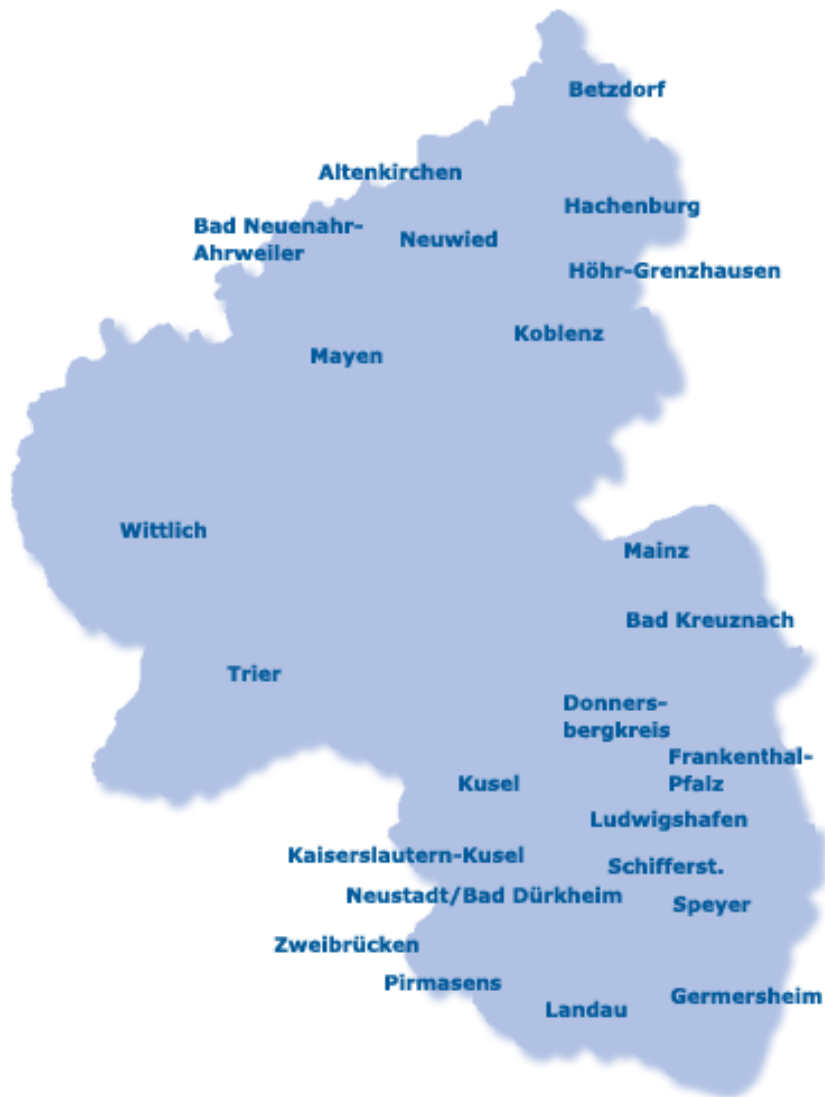 Betzdorf
Altenkirchen
Hachenburg
Bad Neuenahr-
Ahrweiler
Neuwied
Höhr-Grenzhausen
Koblenz
Mayen
Wittlich
Mainz
Bad Kreuznach
Trier
Donners-
bergkreis
Frankenthal-
Pfalz
Kusel
Ludwigshafen
Kaiserslautern-Kusel
Schifferst.
Neustadt/Bad Dürkheim
Speyer
Zweibrücken
Pirmasens
Germersheim
Landau